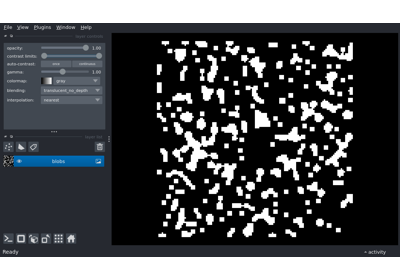 File View Plugins Window Help
opacity: 1.00
contrast limits:
auto-contrast: once continuous
gamma: 1.00
colormap: gray
blending: translucent_no_depth
interpolation: nearest
blobs
Ready
activity